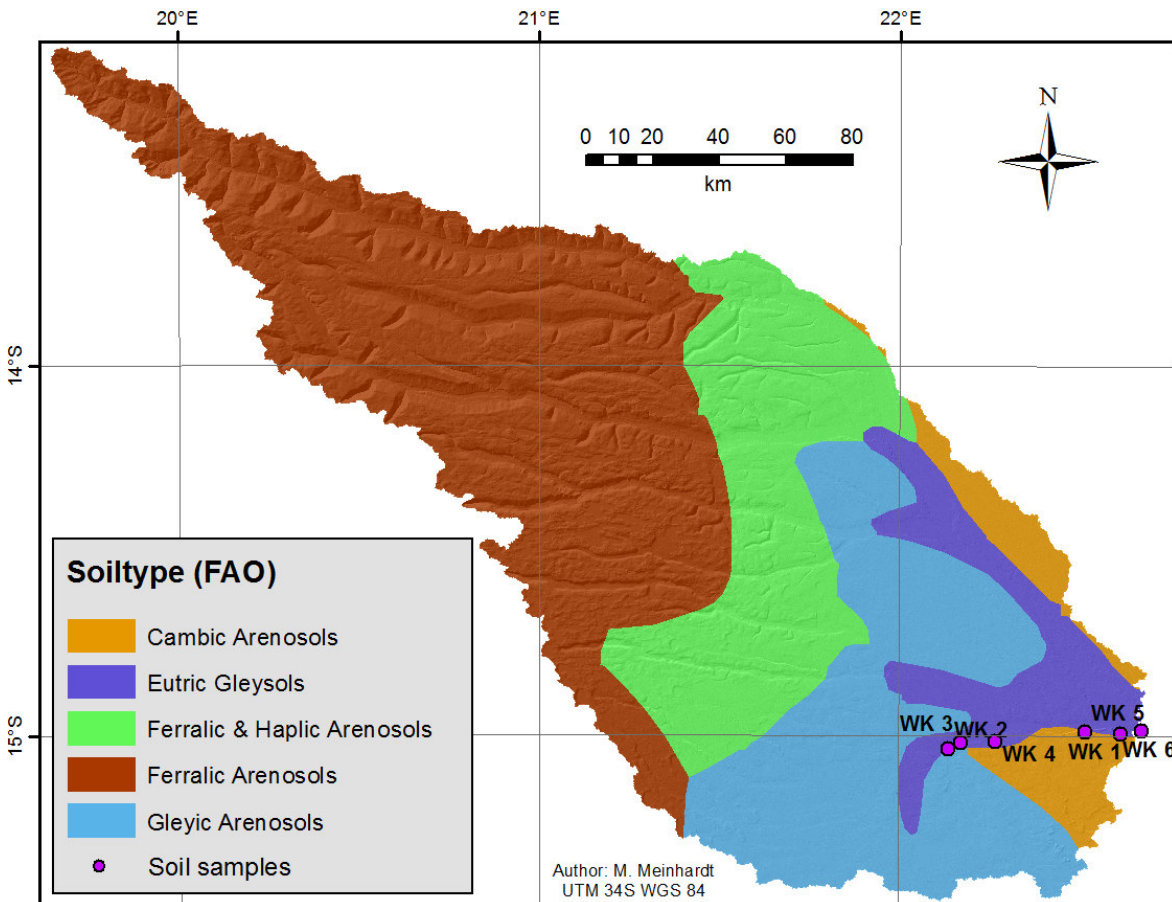 20°E 21°E 22°E
N
0 10 20 40 60 80
km
14°S
15°S
WK 3 WK 2 WK 4 WK 1 WK 5 WK 6
Soiltype (FAO)
Cambic Arenosols
Eutric Gleysols
Ferralic & Haplic Arenosols
Ferralic Arenosols
Gleyic Arenosols
Soil samples
Author: M. Meinhardt
UTM 34S WGS 84